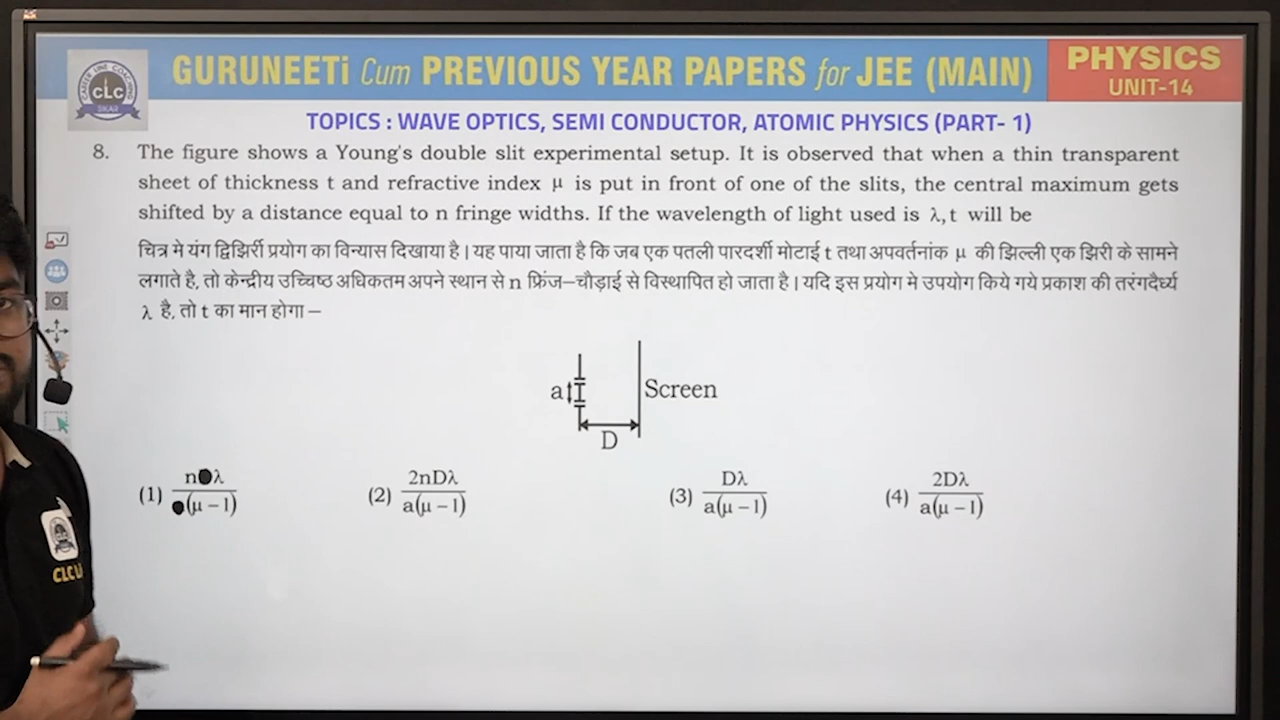 GURUNEETi Cum PREVIOUS YEAR PAPERS for JEE (MAIN)
PHYSICS
UNIT-14
CLC
SIKAR
TOPICS : WAVE OPTICS, SEMI CONDUCTOR, ATOMIC PHYSICS (PART- 1)
8. The figure shows a Young's double slit experimental setup. It is observed that when a thin transparent
sheet of thickness t and refractive index μ is put in front of one of the slits, the central maximum gets
shifted by a distance equal to n fringe widths. If the wavelength of light used is λ,t will be
चित्र मे यंग द्विझिर्री प्रयोग का विन्यास दिखाया है। यह पाया जाता है कि जब एक पतली पारदर्शी मोटाई t तथा अपवर्तनांक μ की झिल्ली एक झिरी के सामने
लगाते है, तो केन्द्रीय उच्चिष्ठ अधिकतम अपने स्थान से n फ्रिंज–चौड़ाई से विस्थापित हो जाता है। यदि इस प्रयोग मे उपयोग किये गये प्रकाश की तरंगदैर्ध्य
λ है, तो t का मान होगा –
a
Screen
D
(1) n λ / (μ – 1) (2) 2nDλ / a(μ – 1) (3) Dλ / a(μ – 1) (4) 2Dλ / a(μ – 1)
CLC